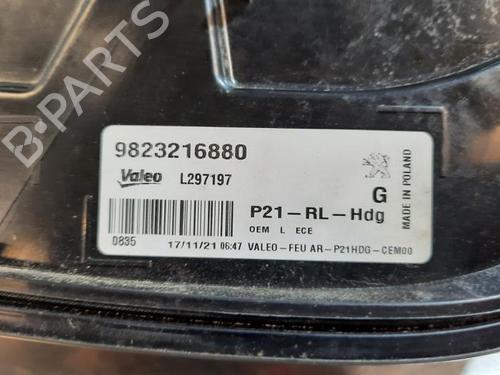 B-PARTS
9823216880
Valeo L297197
G
P21-RL-Hdg
MADE IN POLAND
OEM L ECE
0835
17/11/21 06:47 VALEO-FEU AR-P21HDG-CEM00